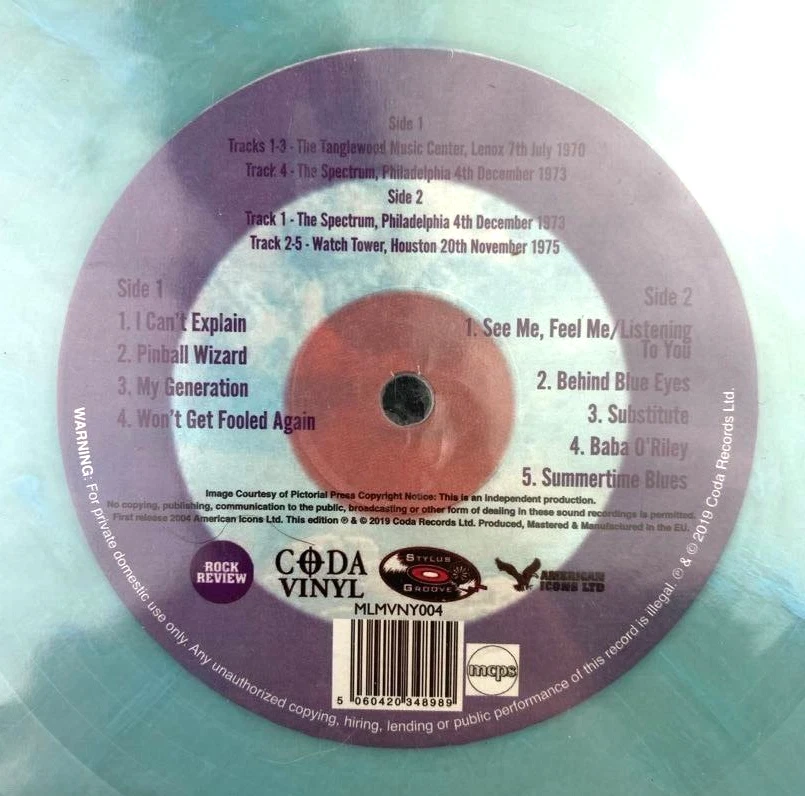 Side 1
Tracks 1-3 - The Tanglewood Music Center, Lenox 7th July 1970
Track 4 - The Spectrum, Philadelphia 4th December 1973
Side 2
Track 1 - The Spectrum, Philadelphia 4th December 1973
Track 2-5 - Watch Tower, Houston 20th November 1975
Side 1
1. I Can't Explain
2. Pinball Wizard
3. My Generation
4. Won't Get Fooled Again
Side 2
1. See Me, Feel Me/Listening
To You
2. Behind Blue Eyes
3. Substitute
4. Baba O'Riley
5. Summertime Blues
Image Courtesy of Pictorial Press Copyright Notice: This is an independent production.
No copying, publishing, communication to the public, broadcasting or other form of dealing in these sound recordings is permitted.
First release 2004 American Icons Ltd. This edition ℗ & © 2019 Coda Records Ltd. Produced, Mastered & Manufactured in the EU.
ROCK
REVIEW
CODA
VINYL
STYLUS
GROOVE
AMERICAN
ICONS LTD
MLMVNY004
5 060420 348989
mcps
WARNING: For private domestic use only. Any unauthorized copying, hiring, lending or public performance of this record is illegal. ℗ & © 2019 Coda Records Ltd.